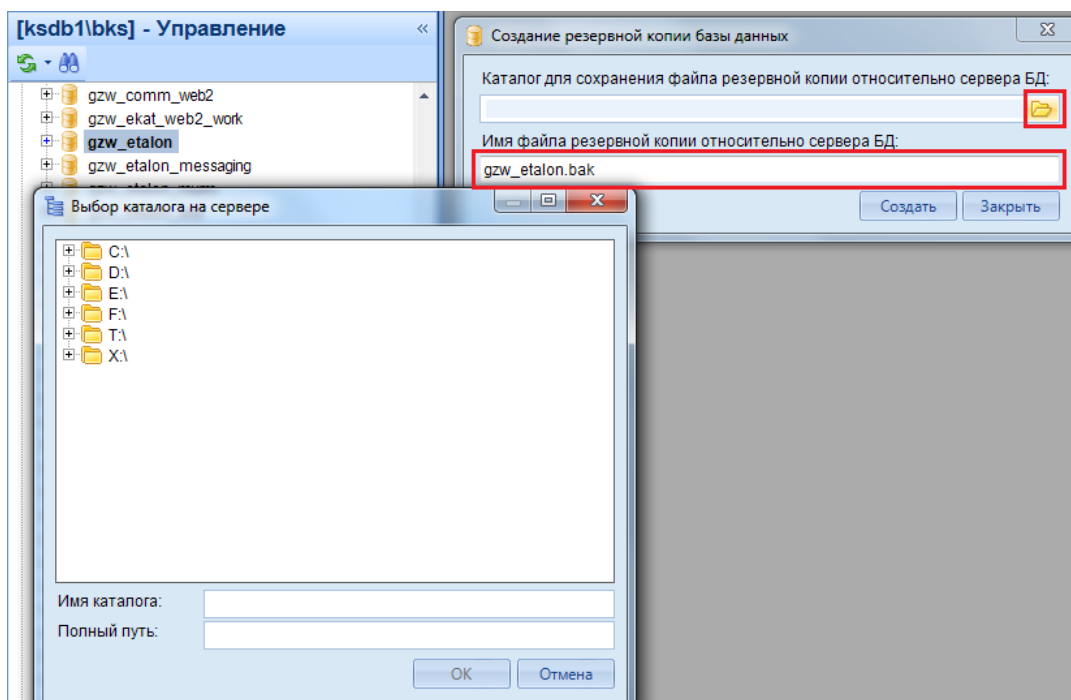 [ksdb1\bks] - Управление
gzw_comm_web2
gzw_ekat_web2_work
gzw_etalon
gzw_etalon_messaging
Создание резервной копии базы данных
Каталог для сохранения файла резервной копии относительно сервера БД:
Имя файла резервной копии относительно сервера БД:
gzw_etalon.bak
Создать
Закрыть
Выбор каталога на сервере
C:\
D:\
E:\
F:\
T:\
X:\
Имя каталога:
Полный путь:
OK
Отмена